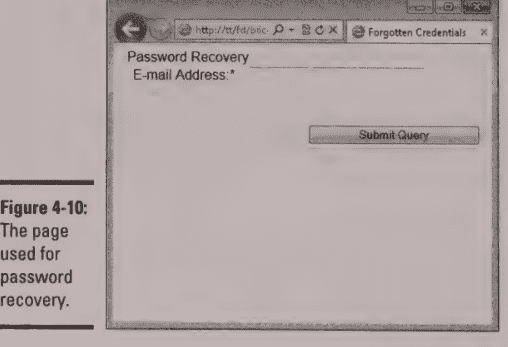 http://tt/fd/
Forgotten Credentials
Password Recovery
E-mail Address:*
Submit Query
Figure 4-10:
The page
used for
password
recovery.